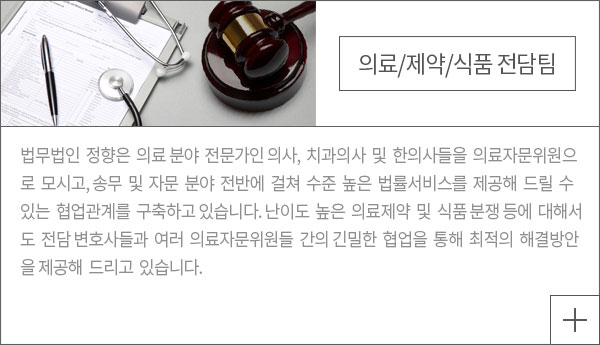 의료/제약/식품 전담팀
법무법인 정향은 의료 분야 전문가인 의사, 치과의사 및 한의사들을 의료자문위원으
로 모시고, 송무 및 자문 분야 전반에 걸쳐 수준 높은 법률서비스를 제공해 드릴 수
있는 협업관계를 구축하고 있습니다. 난이도 높은 의료제약 및 식품 분쟁 등에 대해서
도 전담 변호사들과 여러 의료자문위원들 간의 긴밀한 협업을 통해 최적의 해결방안
을 제공해 드리고 있습니다.